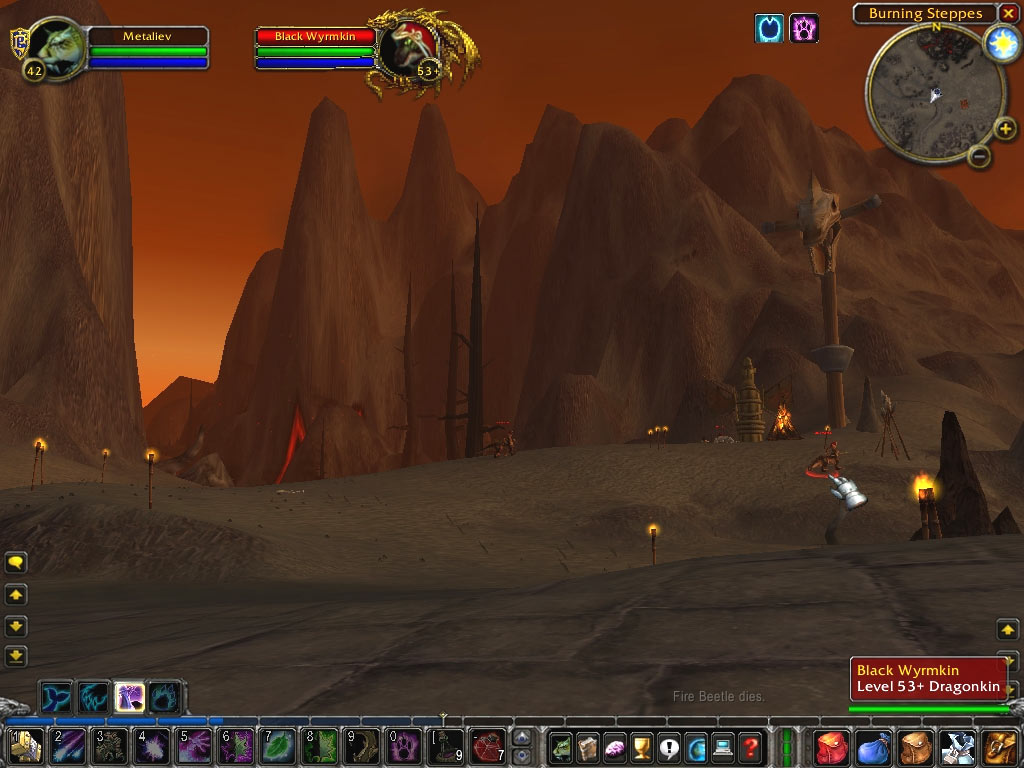 Metaliev
42
Black Wyrmkin
53+
Burning Steppes
N
Fire Beetle dies.
Black Wyrmkin
Level 53+ Dragonkin
1
2
3
4
5
6
7
8
9
0
9
7